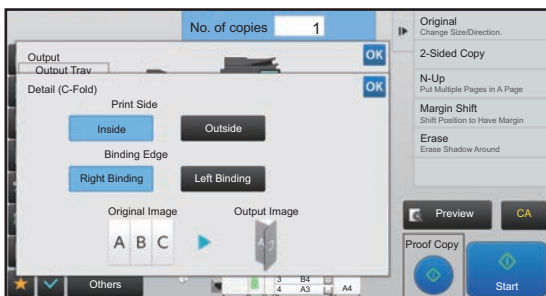 No. of copies 1
Output
OK
Output Tray
Detail (C-Fold)
OK
Print Side
Inside
Outside
Binding Edge
Right Binding
Left Binding
Original Image
Output Image
A B C
Others
3 B4
4 A3
A4
Original
Change Size/Direction.
2-Sided Copy
N-Up
Put Multiple Pages in A Page
Margin Shift
Shift Position to Have Margin
Erase
Erase Shadow Around
Preview
CA
Proof Copy
Start